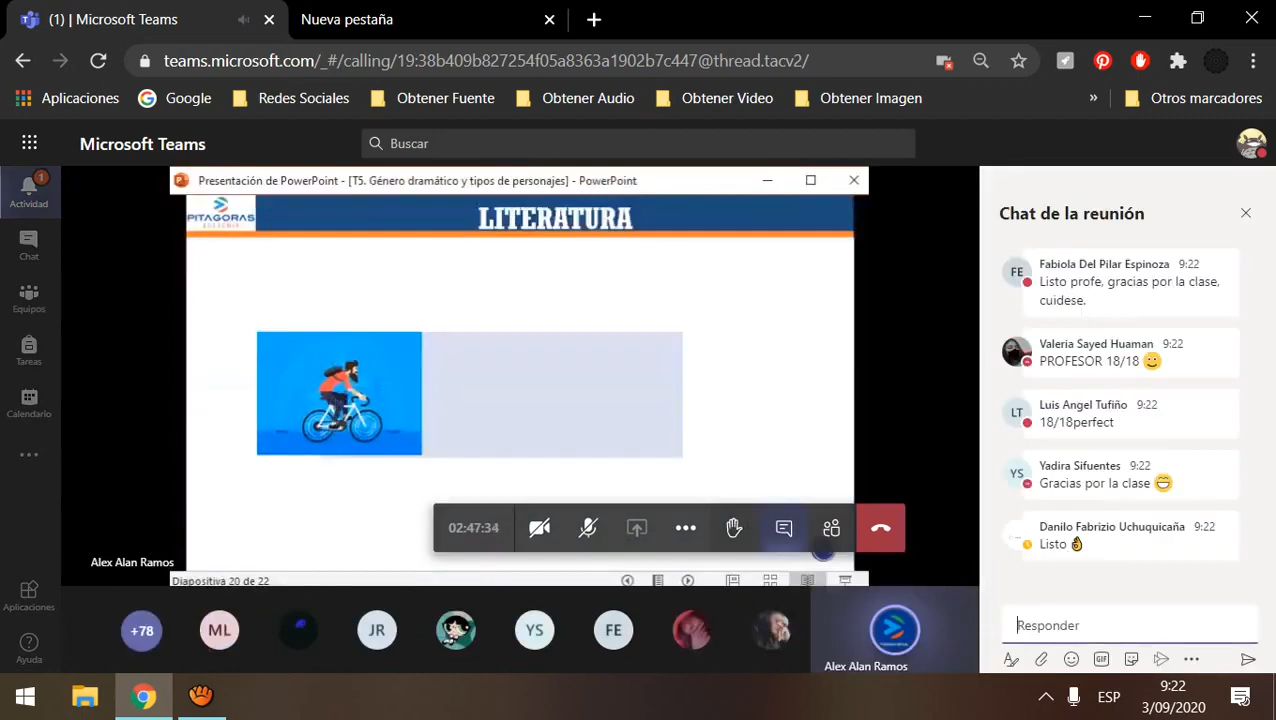 (1) | Microsoft Teams
Nueva pestaña
teams.microsoft.com/_#/calling/19:38b409b827254f05a8363a1902b7c447@thread.tacv2/
Aplicaciones
Google
Redes Sociales
Obtener Fuente
Obtener Audio
Obtener Video
Obtener Imagen
»
Otros marcadores
Microsoft Teams
Buscar
1
Actividad
Chat
Equipos
Tareas
Calendario
Aplicaciones
Ayuda
Presentación de PowerPoint - [T5. Género dramático y tipos de personajes] - PowerPoint
PITAGORAS
LITERATURA
02:47:34
Alex Alan Ramos
Diapositiva 20 de 22
+78
ML
JR
YS
FE
Alex Alan Ramos
Chat de la reunión
FE
Fabiola Del Pilar Espinoza 9:22
Listo profe, gracias por la clase,
cuidese.
Valeria Sayed Huaman 9:22
PROFESOR 18/18 🙂
LT
Luis Angel Tufiño 9:22
18/18perfect
YS
Yadira Sifuentes 9:22
Gracias por la clase 😁
Danilo Fabrizio Uchuquicaña 9:22
Listo 👌
Responder
GIF
ESP
9:22
3/09/2020